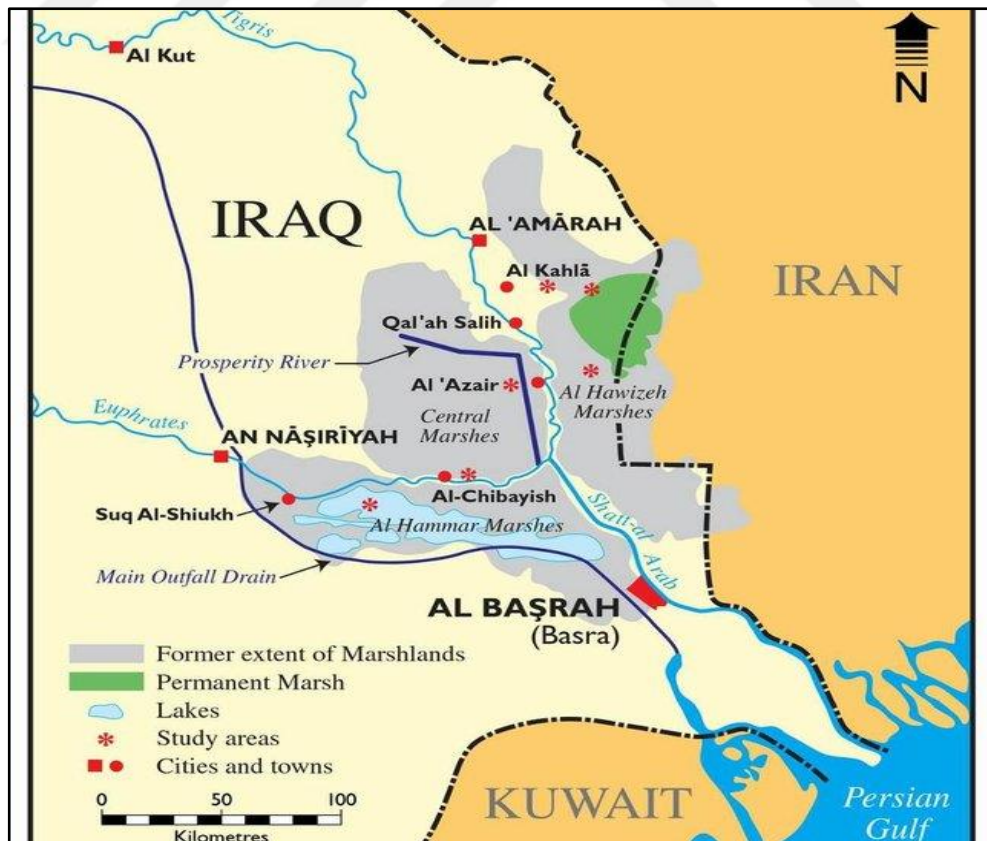 Tigris
Al Kut
N
IRAQ
AL 'AMĀRAH
Al Kahlā
IRAN
Qal'ah Salih
Prosperity River
Al 'Azair
Al Hawizeh
Marshes
Central
Marshes
Euphrates
AN NĀṢIRĪYAH
Al-Chibayish
Suq Al-Shiukh
Al Hammar Marshes
Shatt-al
Arab
Main Outfall Drain
AL BAṢRAH
(Basra)
Former extent of Marshlands
Permanent Marsh
Lakes
Study areas
Cities and towns
0 50 100
Kilometres
KUWAIT
Persian
Gulf